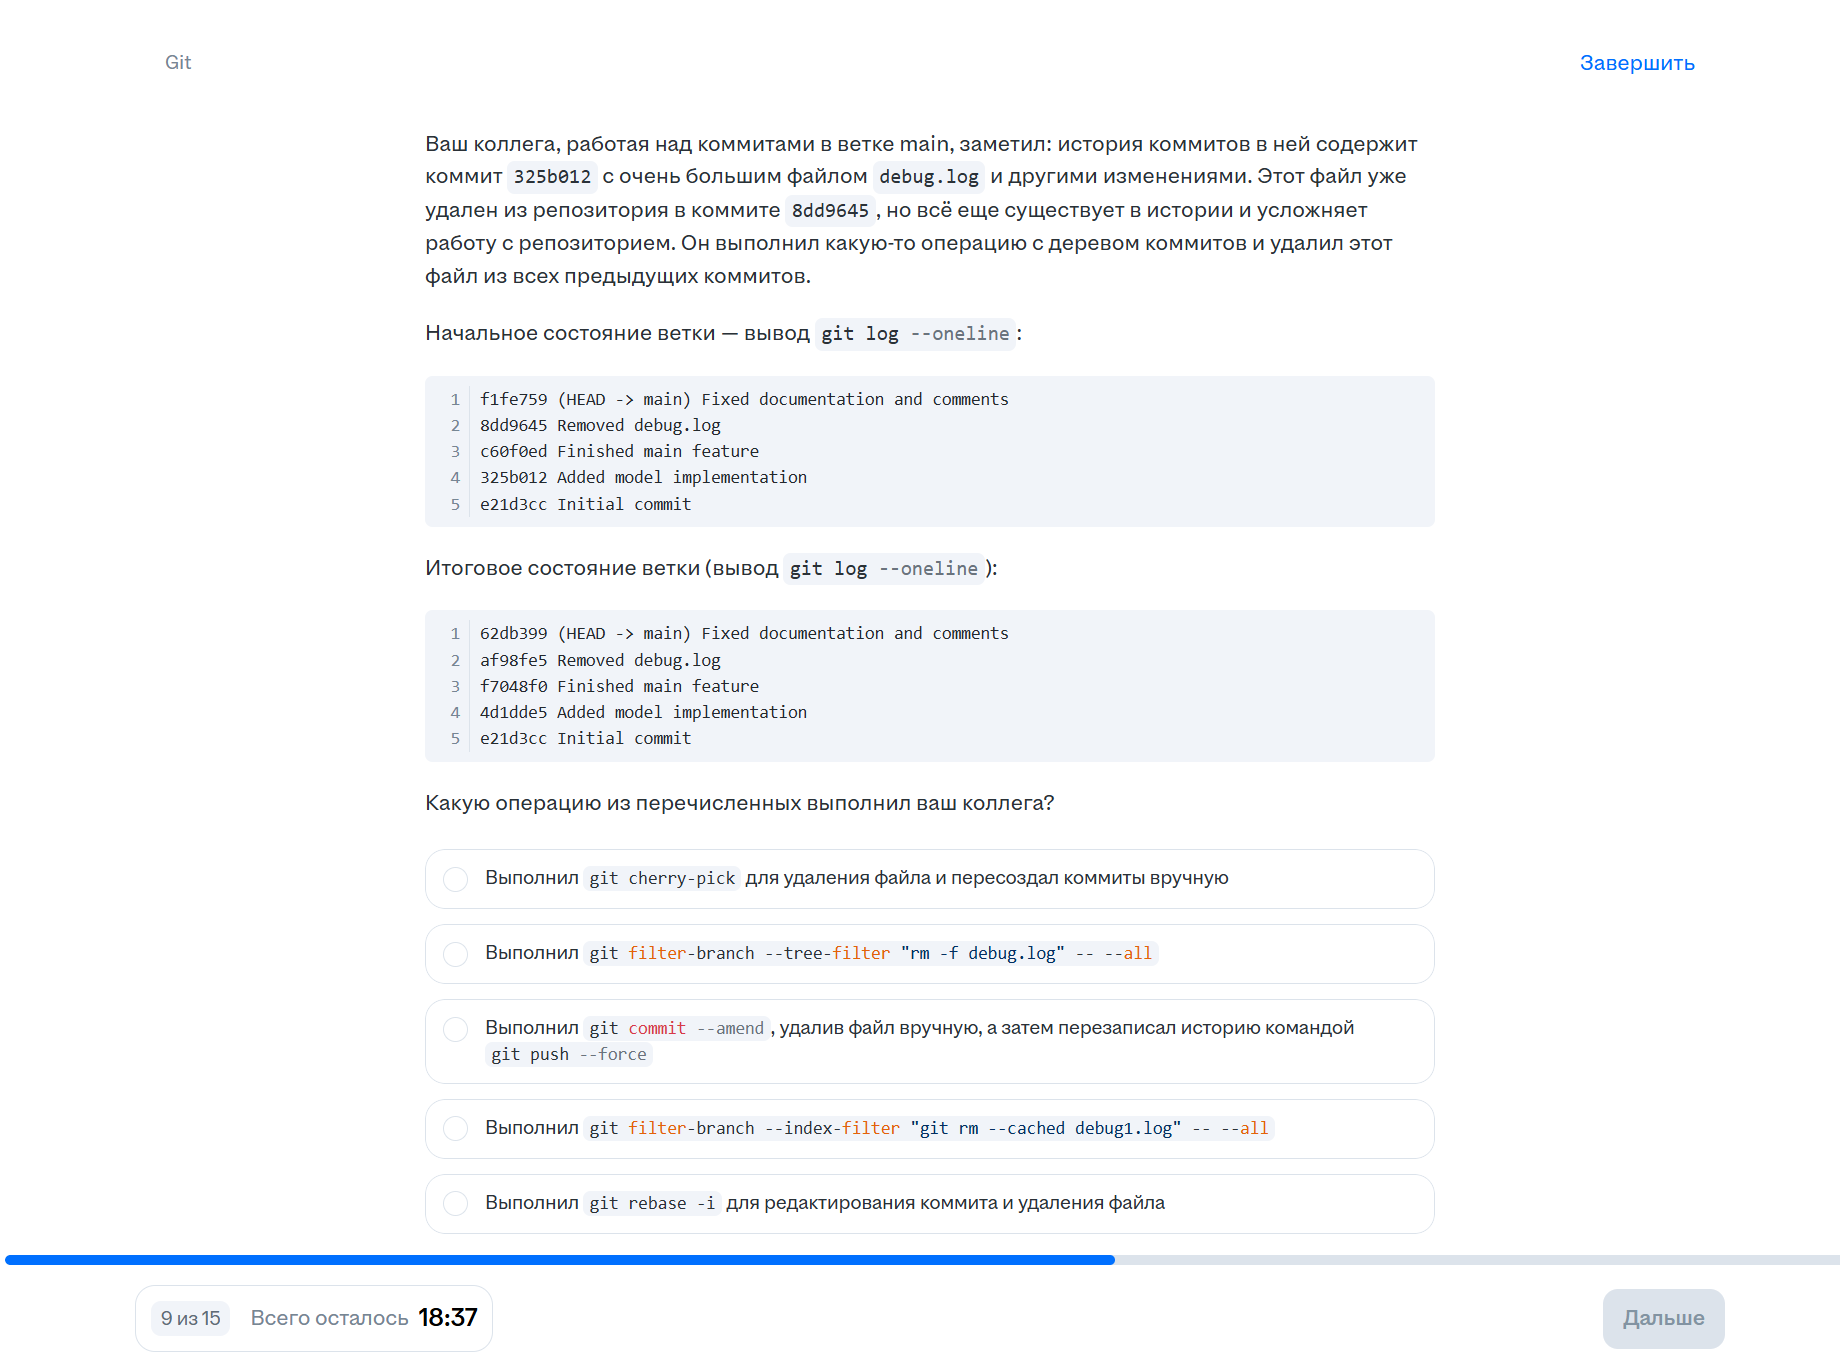 Git
Завершить
Ваш коллега, работая над коммитами в ветке main, заметил: история коммитов в ней содержит
коммит 325b012 с очень большим файлом debug.log и другими изменениями. Этот файл уже
удален из репозитория в коммите 8dd9645, но всё еще существует в истории и усложняет
работу с репозиторием. Он выполнил какую-то операцию с деревом коммитов и удалил этот
файл из всех предыдущих коммитов.
Начальное состояние ветки — вывод git log --oneline:
1 f1fe759 (HEAD -> main) Fixed documentation and comments
2 8dd9645 Removed debug.log
3 c60f0ed Finished main feature
4 325b012 Added model implementation
5 e21d3cc Initial commit
Итоговое состояние ветки (вывод git log --oneline):
1 62db399 (HEAD -> main) Fixed documentation and comments
2 af98fe5 Removed debug.log
3 f7048f0 Finished main feature
4 4d1dde5 Added model implementation
5 e21d3cc Initial commit
Какую операцию из перечисленных выполнил ваш коллега?
Выполнил git cherry-pick для удаления файла и пересоздал коммиты вручную
Выполнил git filter-branch --tree-filter "rm -f debug.log" -- --all
Выполнил git commit --amend, удалив файл вручную, а затем перезаписал историю командой
git push --force
Выполнил git filter-branch --index-filter "git rm --cached debug1.log" -- --all
Выполнил git rebase -i для редактирования коммита и удаления файла
9 из 15
Всего осталось 18:37
Дальше